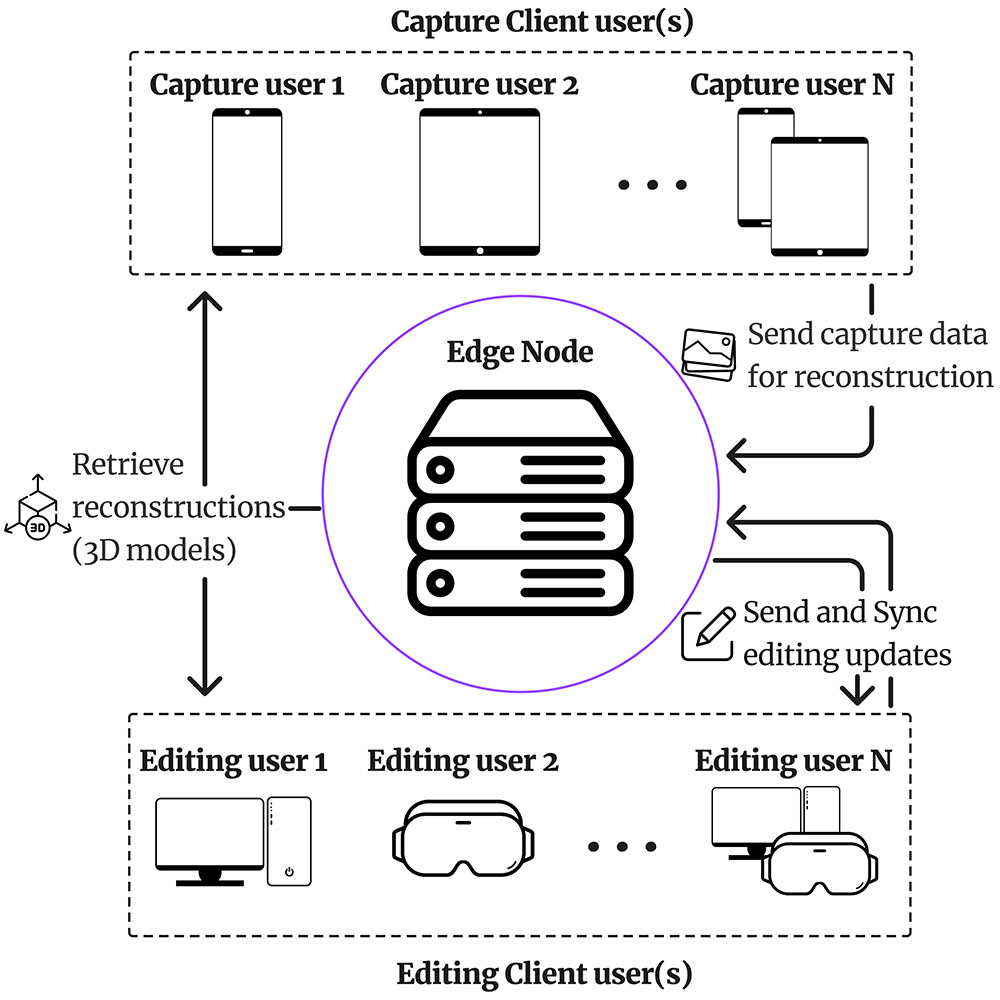 Capture Client user(s)
Capture user 1
Capture user 2
Capture user N
Edge Node
Send capture data
for reconstruction
Retrieve
reconstructions
(3D models)
3D
Send and Sync
editing updates
Editing user 1
Editing user 2
Editing user N
Editing Client user(s)